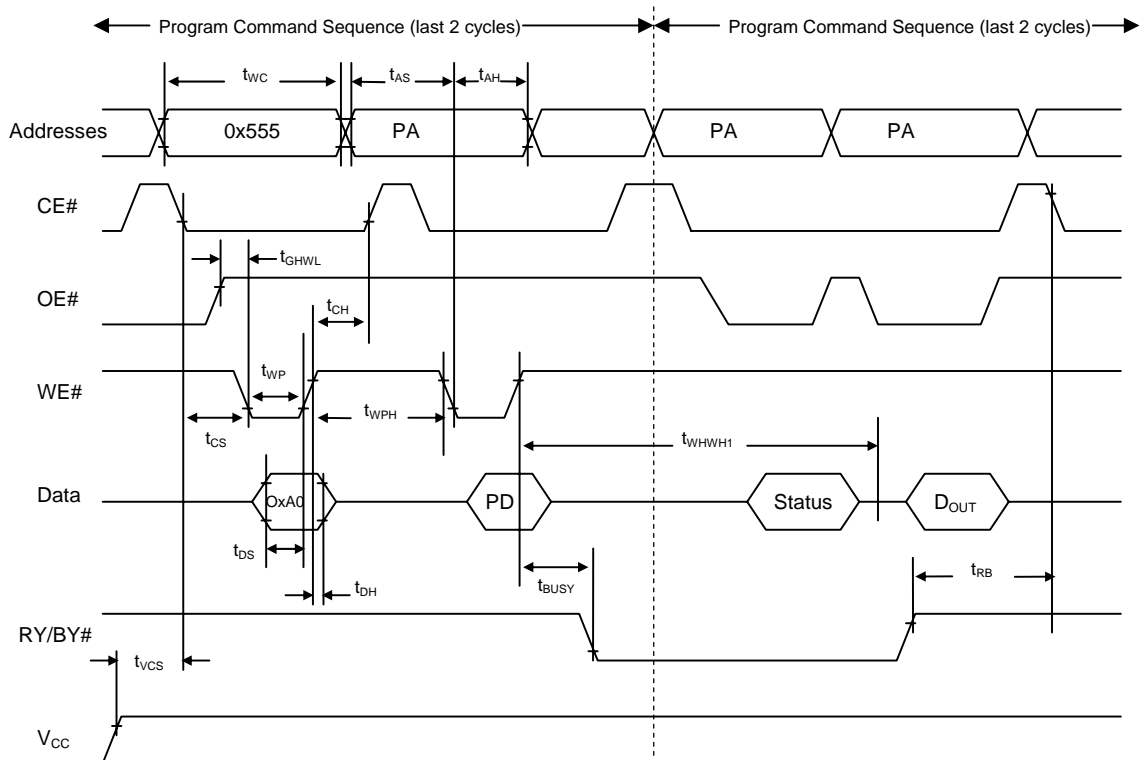 Program Command Sequence (last 2 cycles) Program Command Sequence (last 2 cycles)
tWC tAS tAH
Addresses 0x555 PA PA PA
CE#
tGHWL
OE#
tCH
tWP
WE#
tWPH
tCS tWHWH1
Data OxA0 PD Status DOUT
tDS
tDH tBUSY tRB
RY/BY#
tVCS
VCC